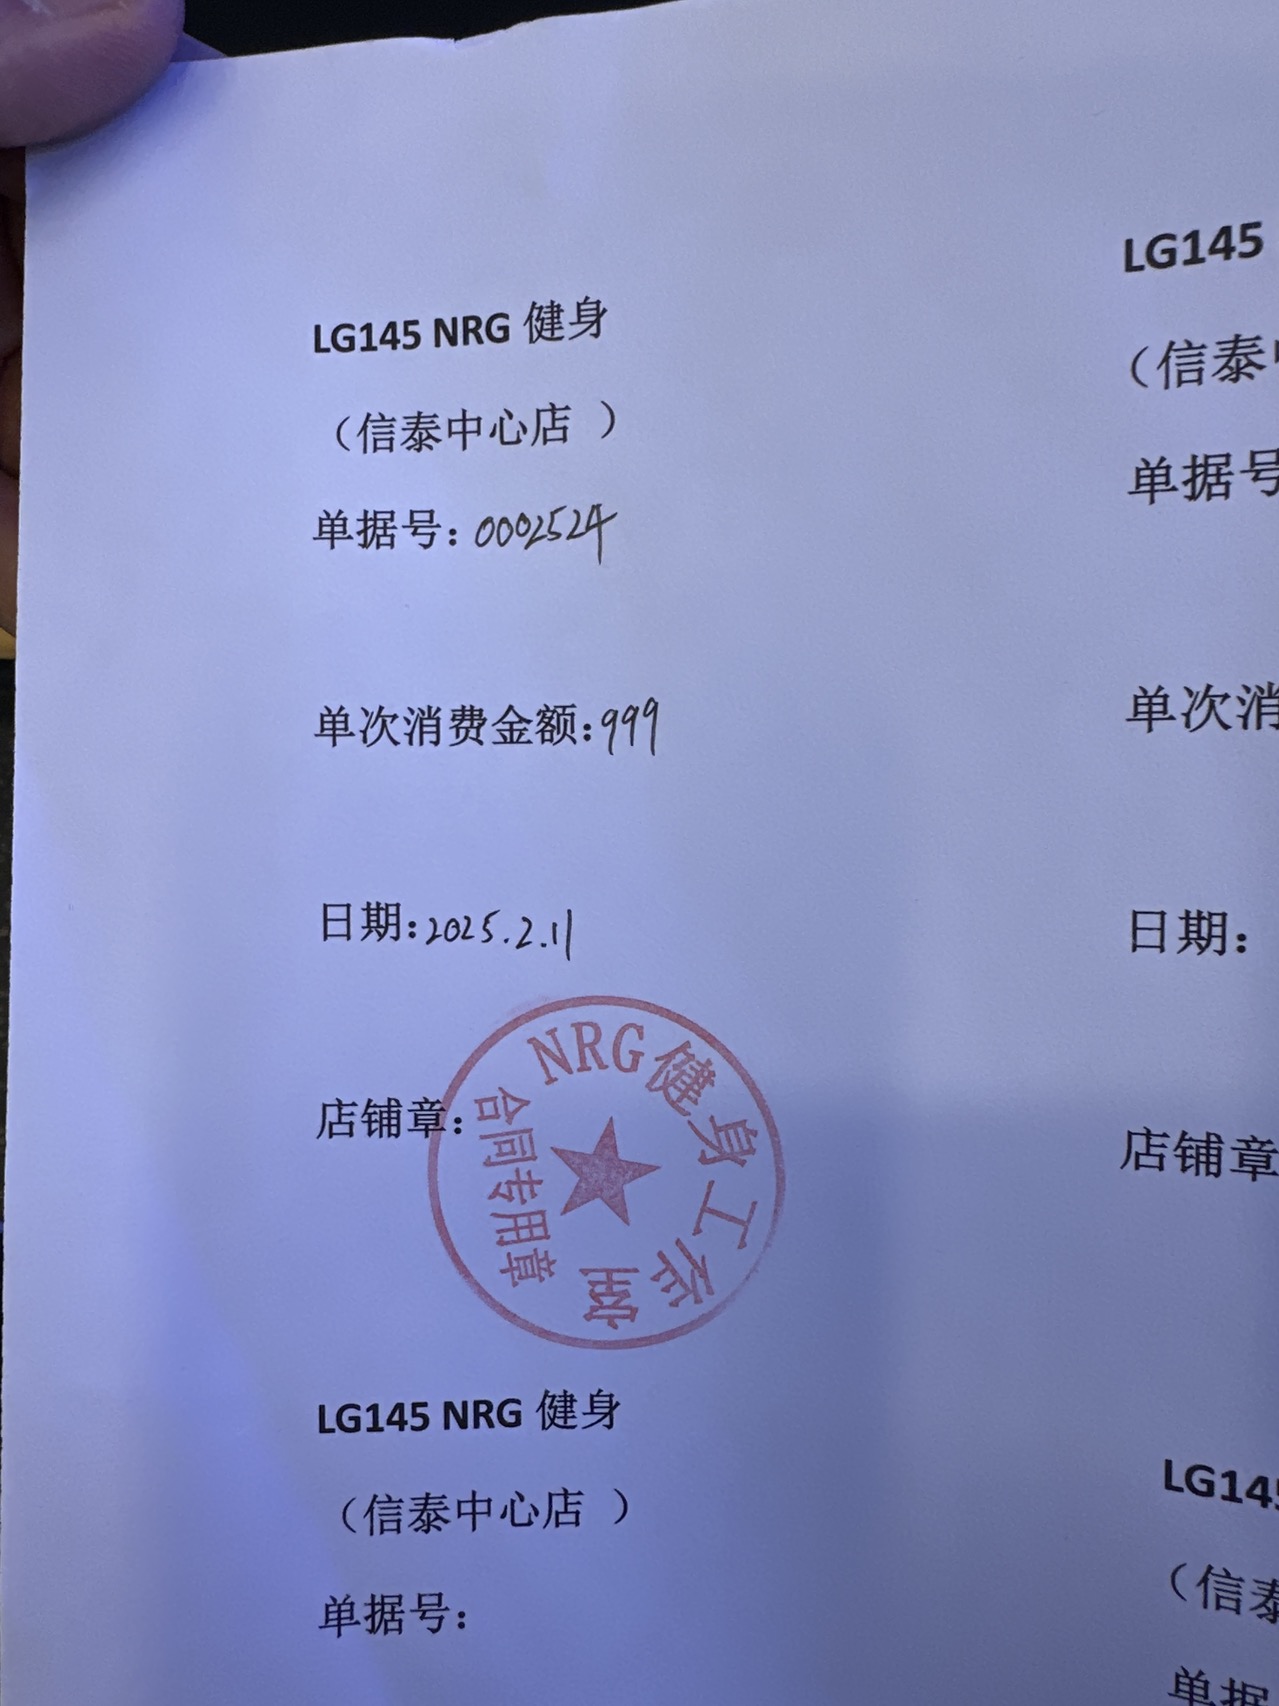 LG145 NRG 健身
（信泰中心店 ）
单据号：0002524
单次消费金额:999
日期:2025.2.11
店铺章：
NRG健身工作室
合同专用章
LG145 NRG 健身
（信泰中心店 ）
单据号：
LG145
（信泰
单据号
单次消
日期：
店铺章
LG145
（信泰
单据